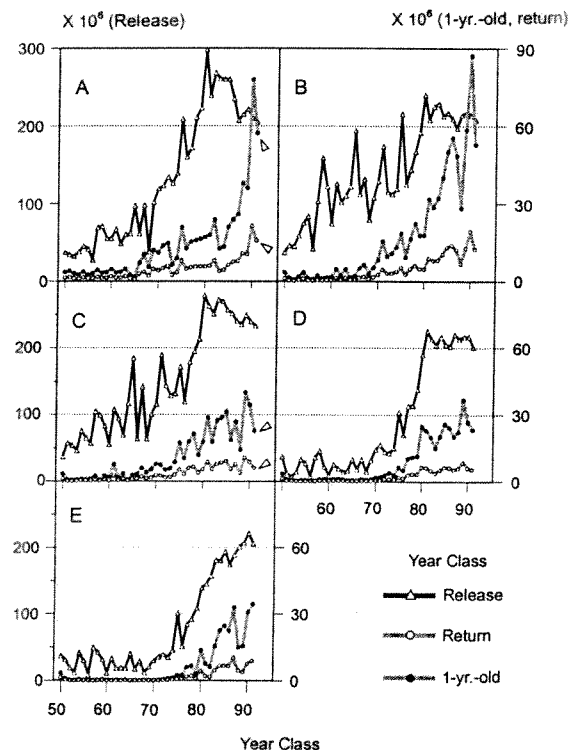 X 10⁶ (Release) X 10⁶ (1-yr.-old, return)
300 A B 90
200 60
100 30
0 0
C D
200 60
100 30
0 0
60 70 80 90
E
200 60
100 30
0 0
50 60 70 80 90
Year Class
Year Class
Release
Return
1-yr.-old